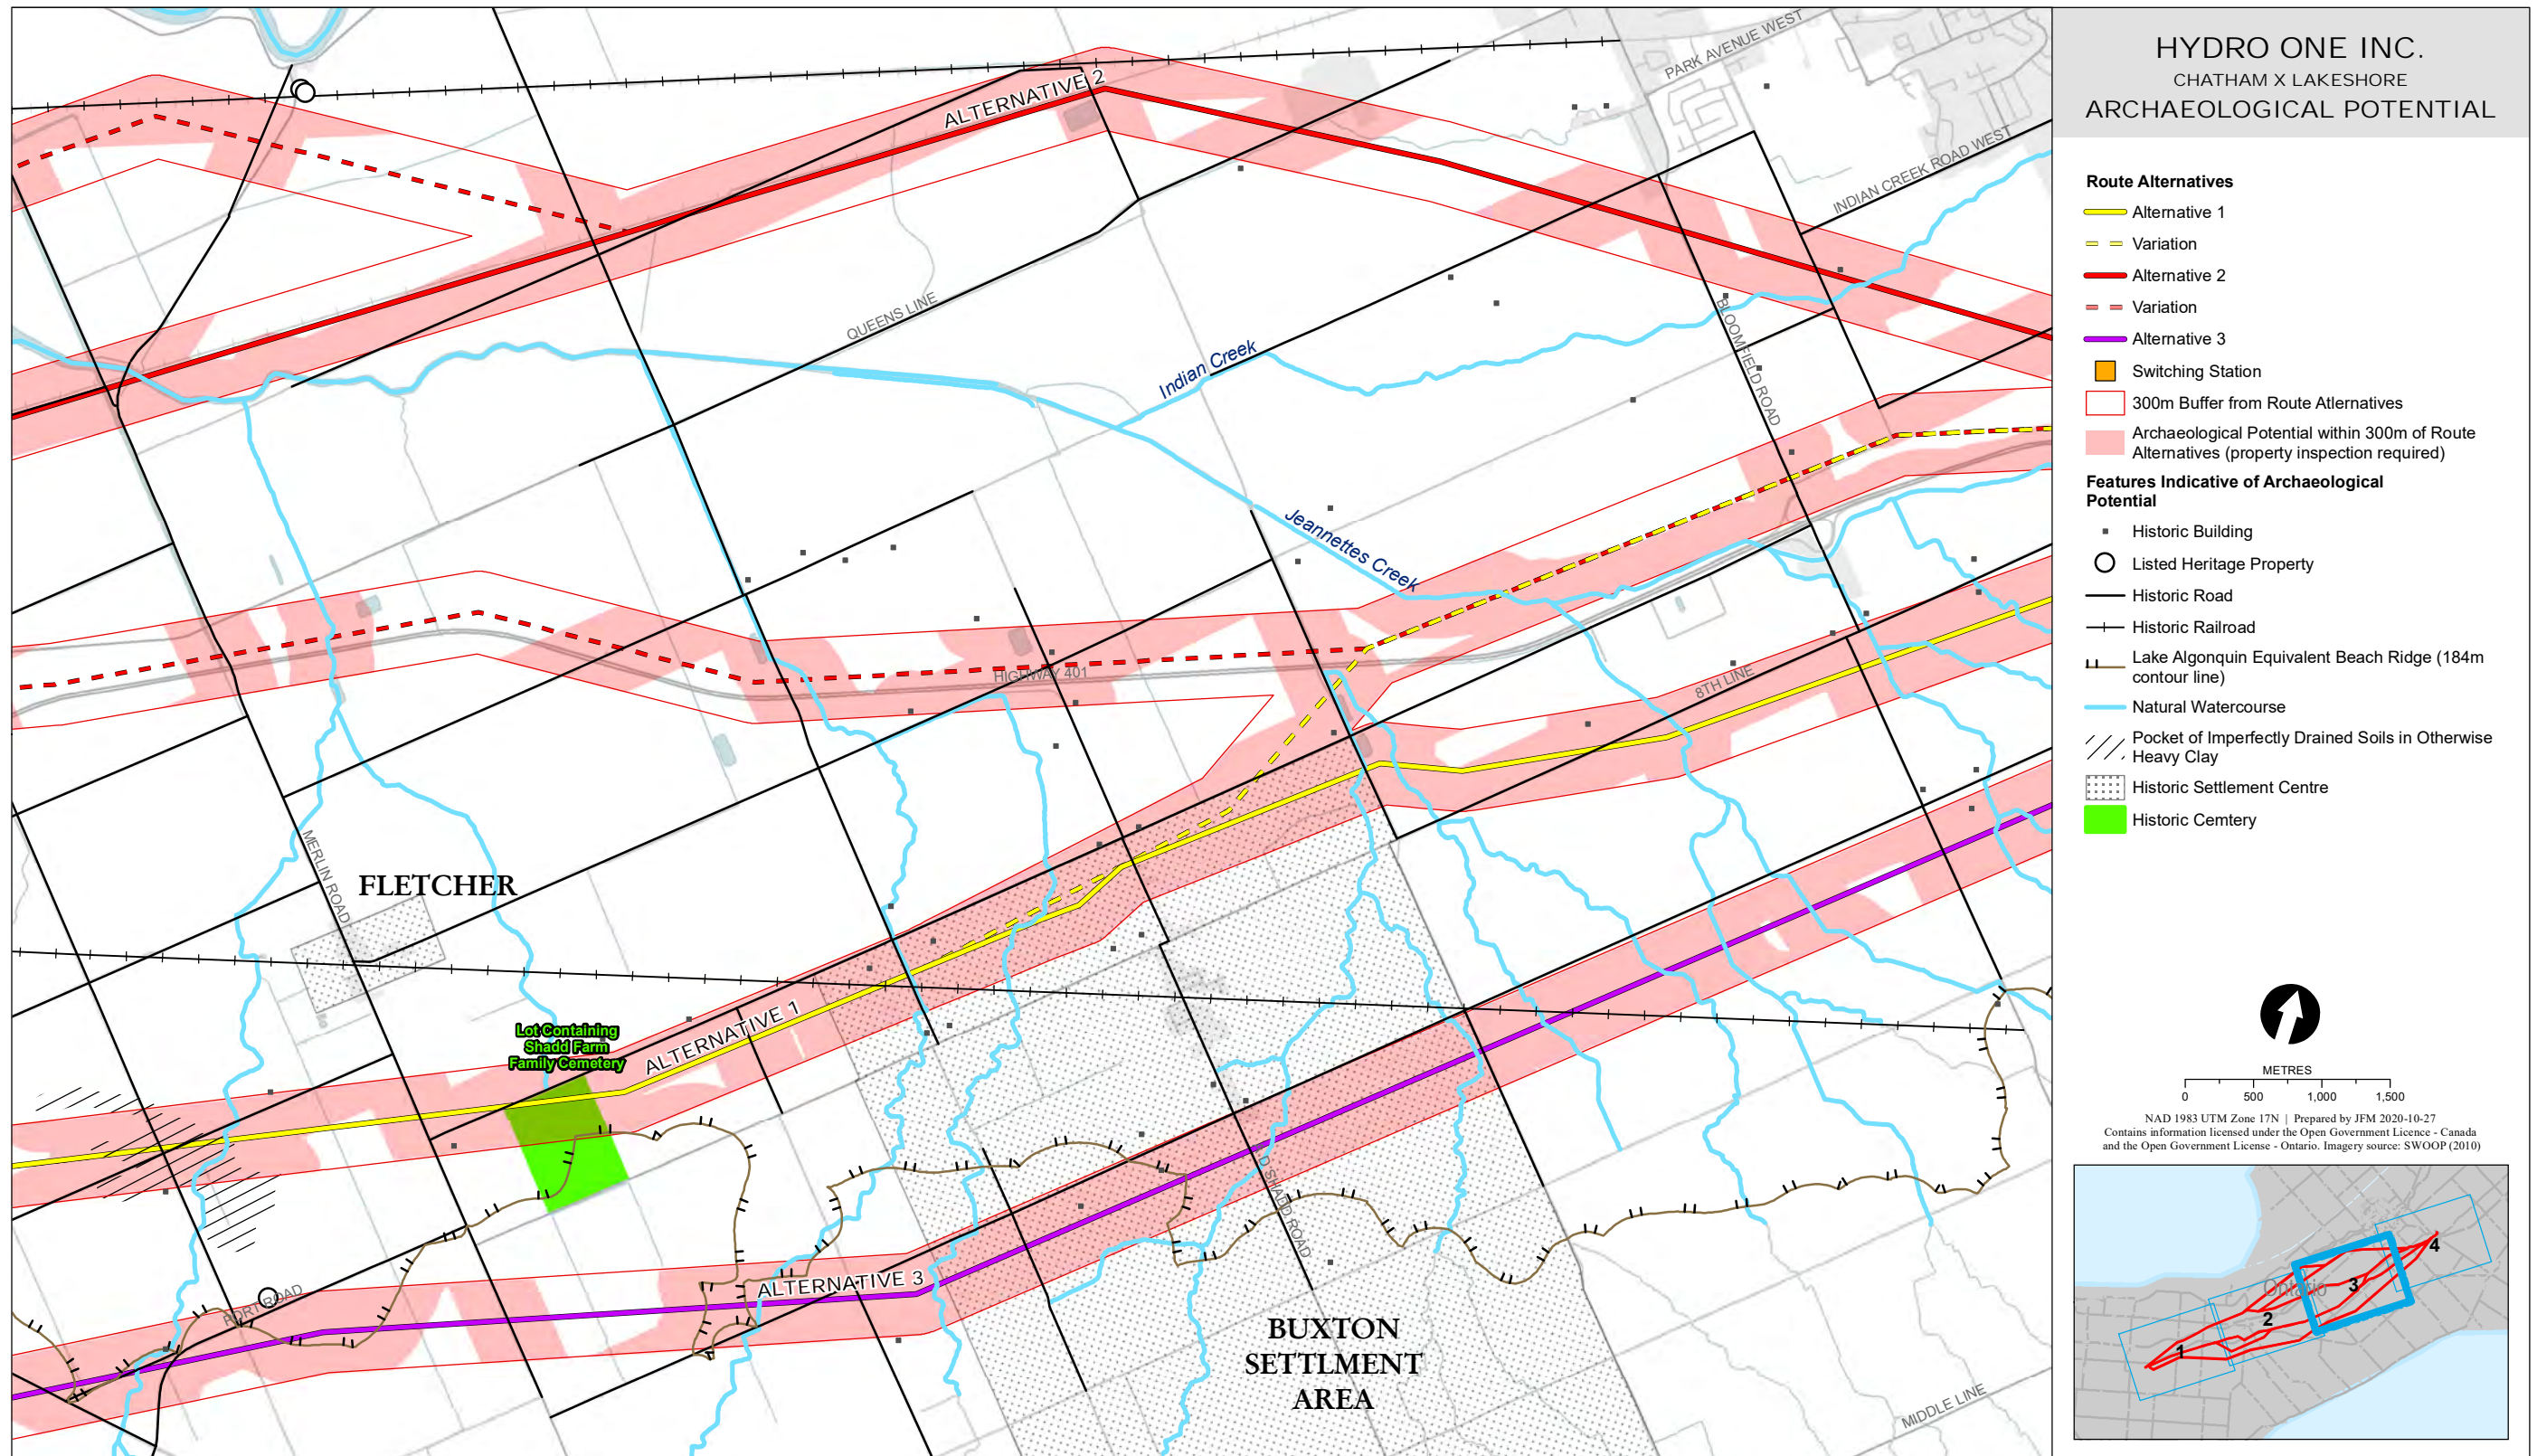 HYDRO ONE INC.
CHATHAM X LAKESHORE
ARCHAEOLOGICAL POTENTIAL
Route Alternatives
Alternative 1
Variation
Alternative 2
Variation
Alternative 3
Switching Station
300m Buffer from Route Atlernatives
Archaeological Potential within 300m of Route
Alternatives (property inspection required)
Features Indicative of Archaeological
Potential
Historic Building
Listed Heritage Property
Historic Road
Historic Railroad
Lake Algonquin Equivalent Beach Ridge (184m
contour line)
Natural Watercourse
Pocket of Imperfectly Drained Soils in Otherwise
Heavy Clay
Historic Settlement Centre
Historic Cemtery
METRES
0 500 1,000 1,500
NAD 1983 UTM Zone 17N | Prepared by JFM 2020-10-27
Contains information licensed under the Open Government Licence - Canada
and the Open Government License - Ontario. Imagery source: SWOOP (2010)
Ontario
1
2
3
4
PARK AVENUE WEST
ALTERNATIVE 2
INDIAN CREEK ROAD WEST
QUEENS LINE
BLOOMFIELD ROAD
Indian Creek
Jeannettes Creek
HIGHWAY 401
8TH LINE
MERLIN ROAD
FLETCHER
Lot Containing
Shadd Farm
Family Cemetery
ALTERNATIVE 1
A D SHADD ROAD
ALTERNATIVE 3
PORT ROAD
BUXTON
SETTLMENT
AREA
MIDDLE LINE